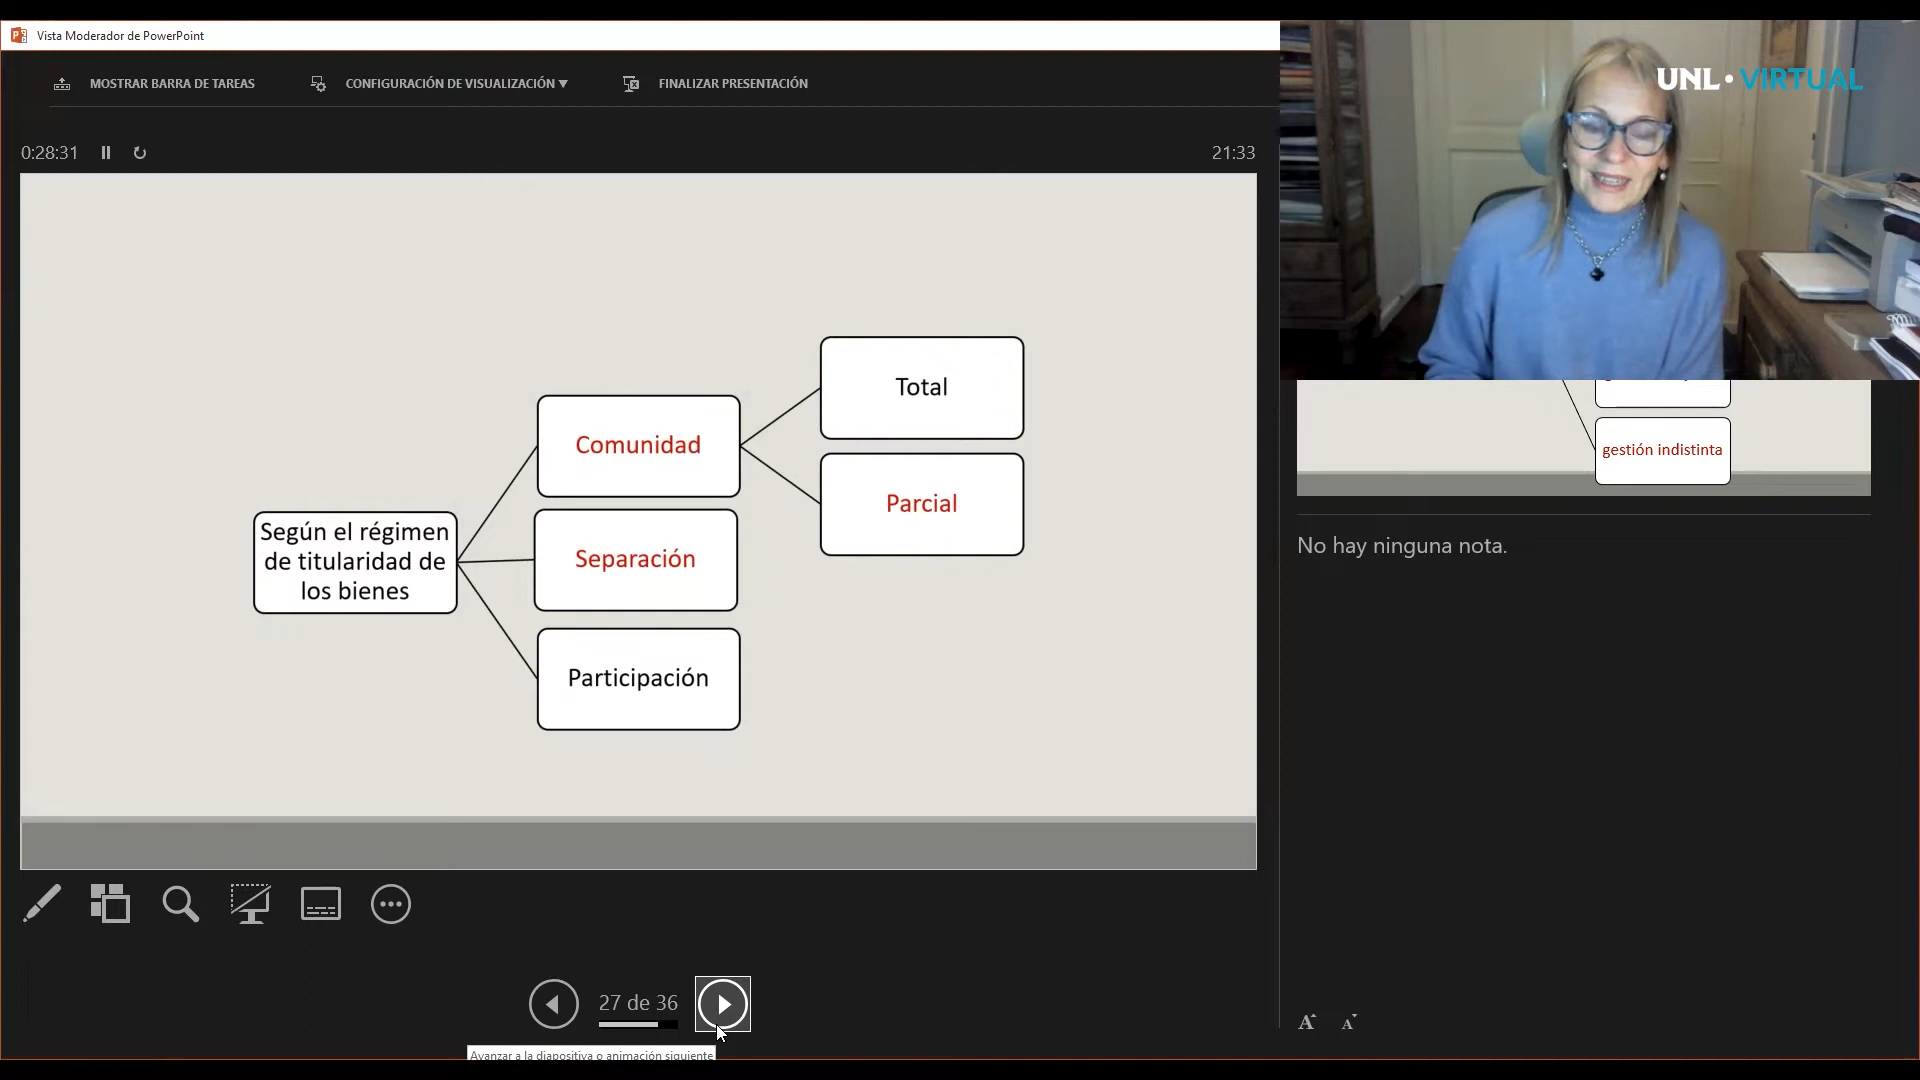 Vista Moderador de PowerPoint
MOSTRAR BARRA DE TAREAS
CONFIGURACIÓN DE VISUALIZACIÓN
FINALIZAR PRESENTACIÓN
UNL • VIRTUAL
0:28:31
21:33
Total
Comunidad
Parcial
Según el régimen
de titularidad de
los bienes
Separación
Participación
gestión indistinta
No hay ninguna nota.
27 de 36
Avanzar a la diapositiva o animación siguiente